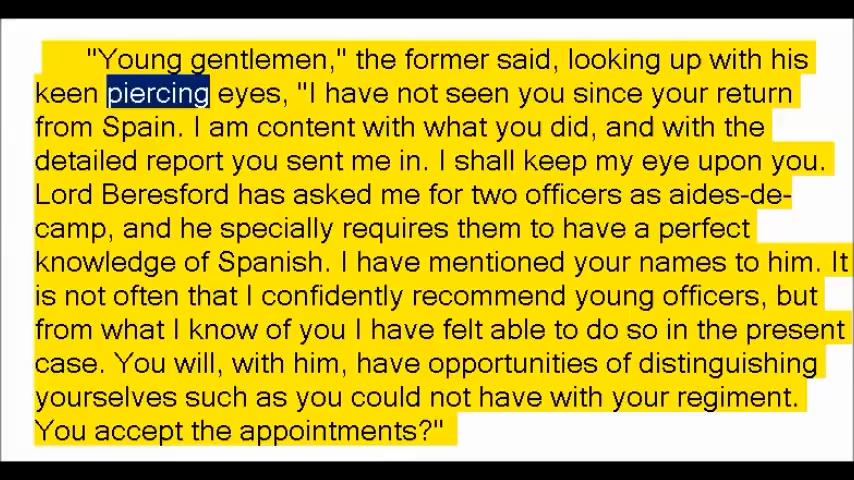 "Young gentlemen," the former said, looking up with his
keen piercing eyes, "I have not seen you since your return
from Spain. I am content with what you did, and with the
detailed report you sent me in. I shall keep my eye upon you.
Lord Beresford has asked me for two officers as aides-de-
camp, and he specially requires them to have a perfect
knowledge of Spanish. I have mentioned your names to him. It
is not often that I confidently recommend young officers, but
from what I know of you I have felt able to do so in the present
case. You will, with him, have opportunities of distinguishing
yourselves such as you could not have with your regiment.
You accept the appointments?"